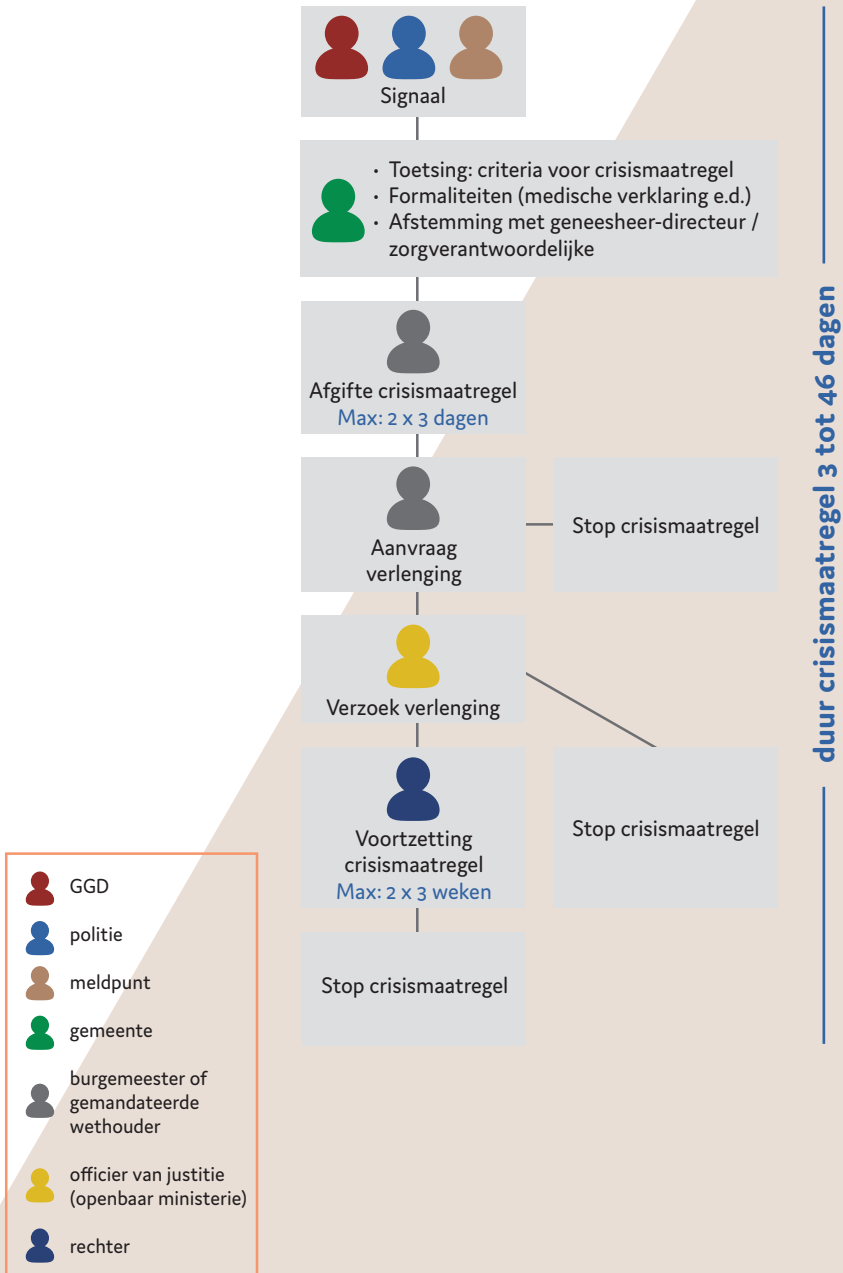 Signaal
· Toetsing: criteria voor crisismaatregel
· Formaliteiten (medische verklaring e.d.)
· Afstemming met geneesheer-directeur /
zorgverantwoordelijke
Afgifte crisismaatregel
Max: 2 x 3 dagen
Aanvraag
verlenging
Stop crisismaatregel
Verzoek verlenging
Voortzetting
crisismaatregel
Max: 2 x 3 weken
Stop crisismaatregel
Stop crisismaatregel
duur crisismaatregel 3 tot 46 dagen
GGD
politie
meldpunt
gemeente
burgemeester of
gemandateerde
wethouder
officier van justitie
(openbaar ministerie)
rechter